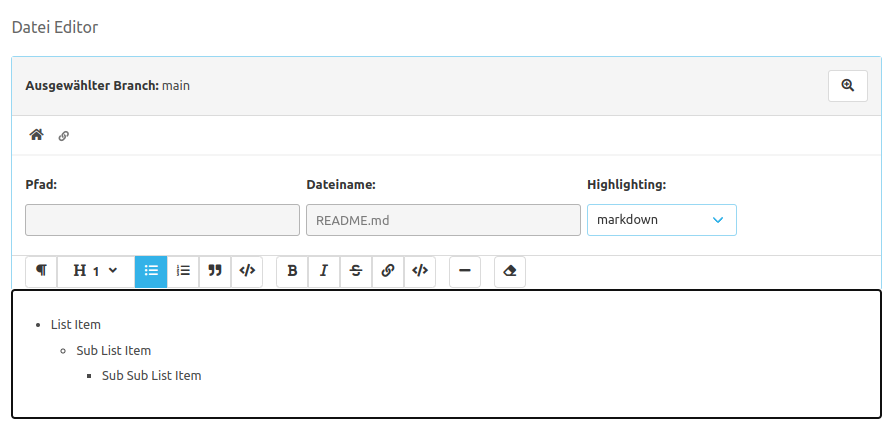 Datei Editor
Ausgewählter Branch: main
Pfad: Dateiname: Highlighting:
README.md markdown
H 1 B I S
List Item
Sub List Item
Sub Sub List Item